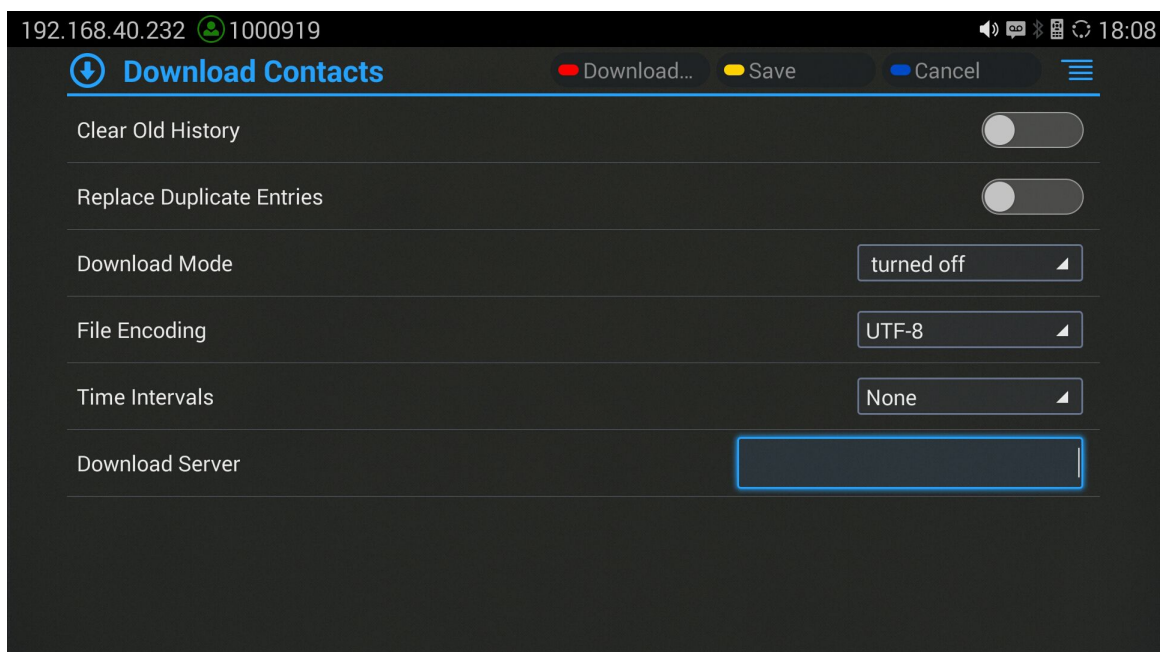 192.168.40.232 1000919 18:08
Download Contacts Download... Save Cancel
Clear Old History
Replace Duplicate Entries
Download Mode turned off
File Encoding UTF-8
Time Intervals None
Download Server